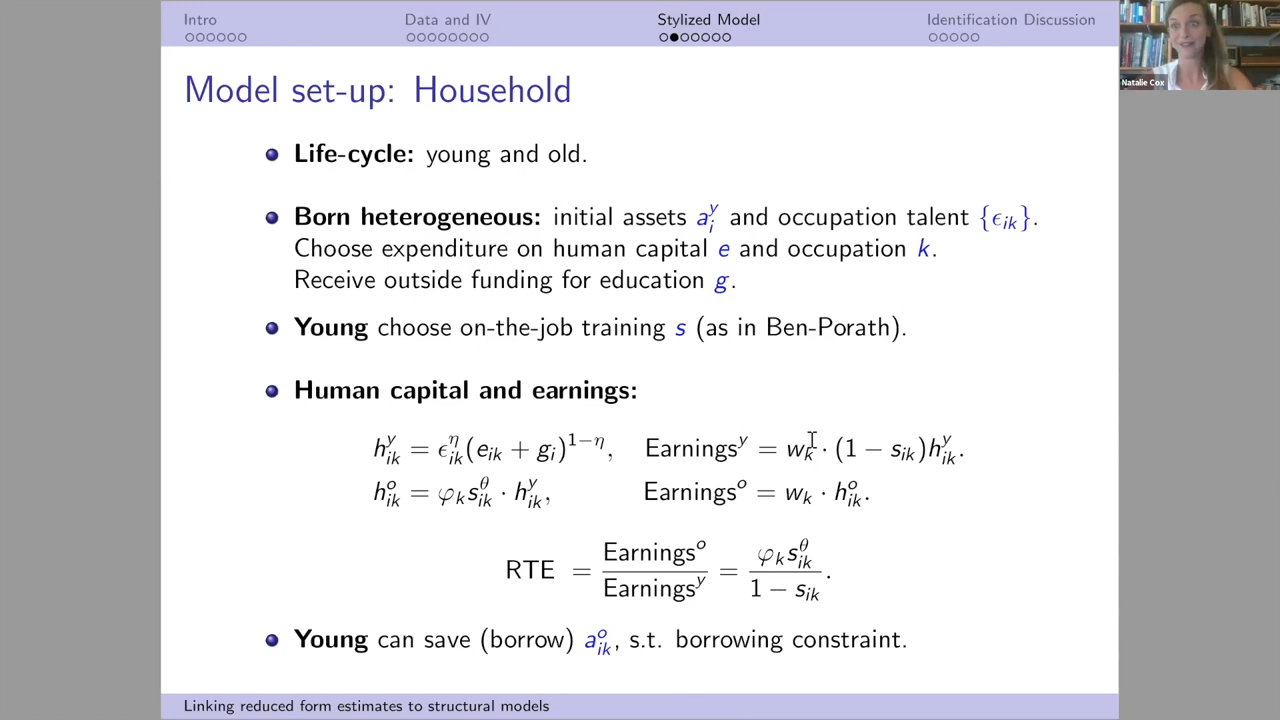 Intro Data and IV Stylized Model Identification Discussion
Natalie Cox
Model set-up: Household
Life-cycle: young and old.
Born heterogeneous: initial assets a_i^y and occupation talent {ϵ_ik}.
Choose expenditure on human capital e and occupation k.
Receive outside funding for education g.
Young choose on-the-job training s (as in Ben-Porath).
Human capital and earnings:
h_ik^y = ϵ_ik^η (e_ik + g_i)^{1−η}, Earnings^y = w_k · (1 − s_ik)h_ik^y.
h_ik^o = φ_k s_ik^θ · h_ik^y, Earnings^o = w_k · h_ik^o.
RTE = Earnings^o / Earnings^y = φ_k s_ik^θ / (1 − s_ik).
Young can save (borrow) a_ik^o, s.t. borrowing constraint.
Linking reduced form estimates to structural models